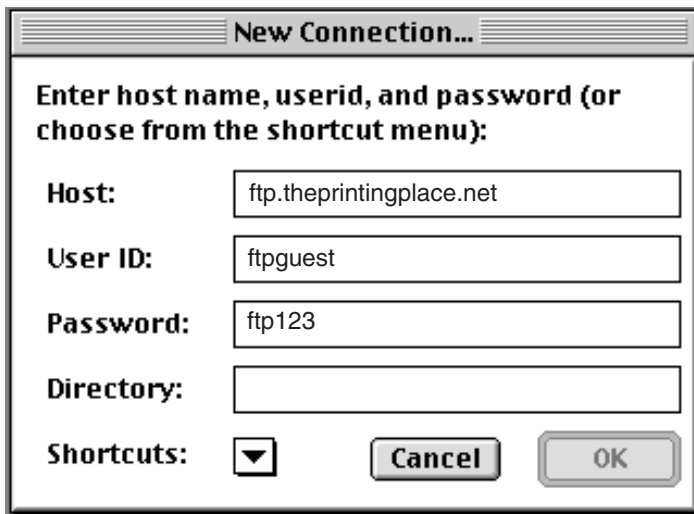 New Connection...
Enter host name, userid, and password (or
choose from the shortcut menu):
Host: ftp.theprintingplace.net
User ID: ftpguest
Password: ftp123
Directory:
Shortcuts: Cancel OK